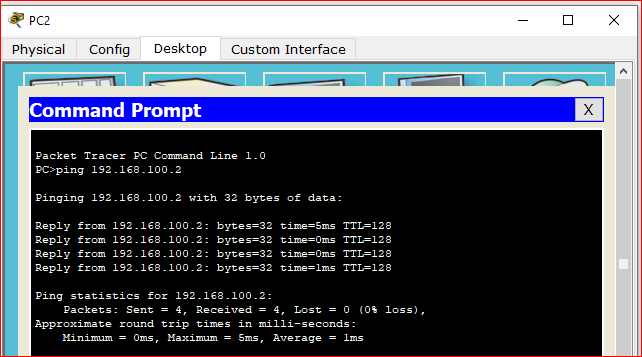 PC2
Physical Config Desktop Custom Interface
Command Prompt X
Packet Tracer PC Command Line 1.0
PC>ping 192.168.100.2
Pinging 192.168.100.2 with 32 bytes of data:
Reply from 192.168.100.2: bytes=32 time=5ms TTL=128
Reply from 192.168.100.2: bytes=32 time=0ms TTL=128
Reply from 192.168.100.2: bytes=32 time=0ms TTL=128
Reply from 192.168.100.2: bytes=32 time=1ms TTL=128
Ping statistics for 192.168.100.2:
Packets: Sent = 4, Received = 4, Lost = 0 (0% loss),
Approximate round trip times in milli-seconds:
Minimum = 0ms, Maximum = 5ms, Average = 1ms